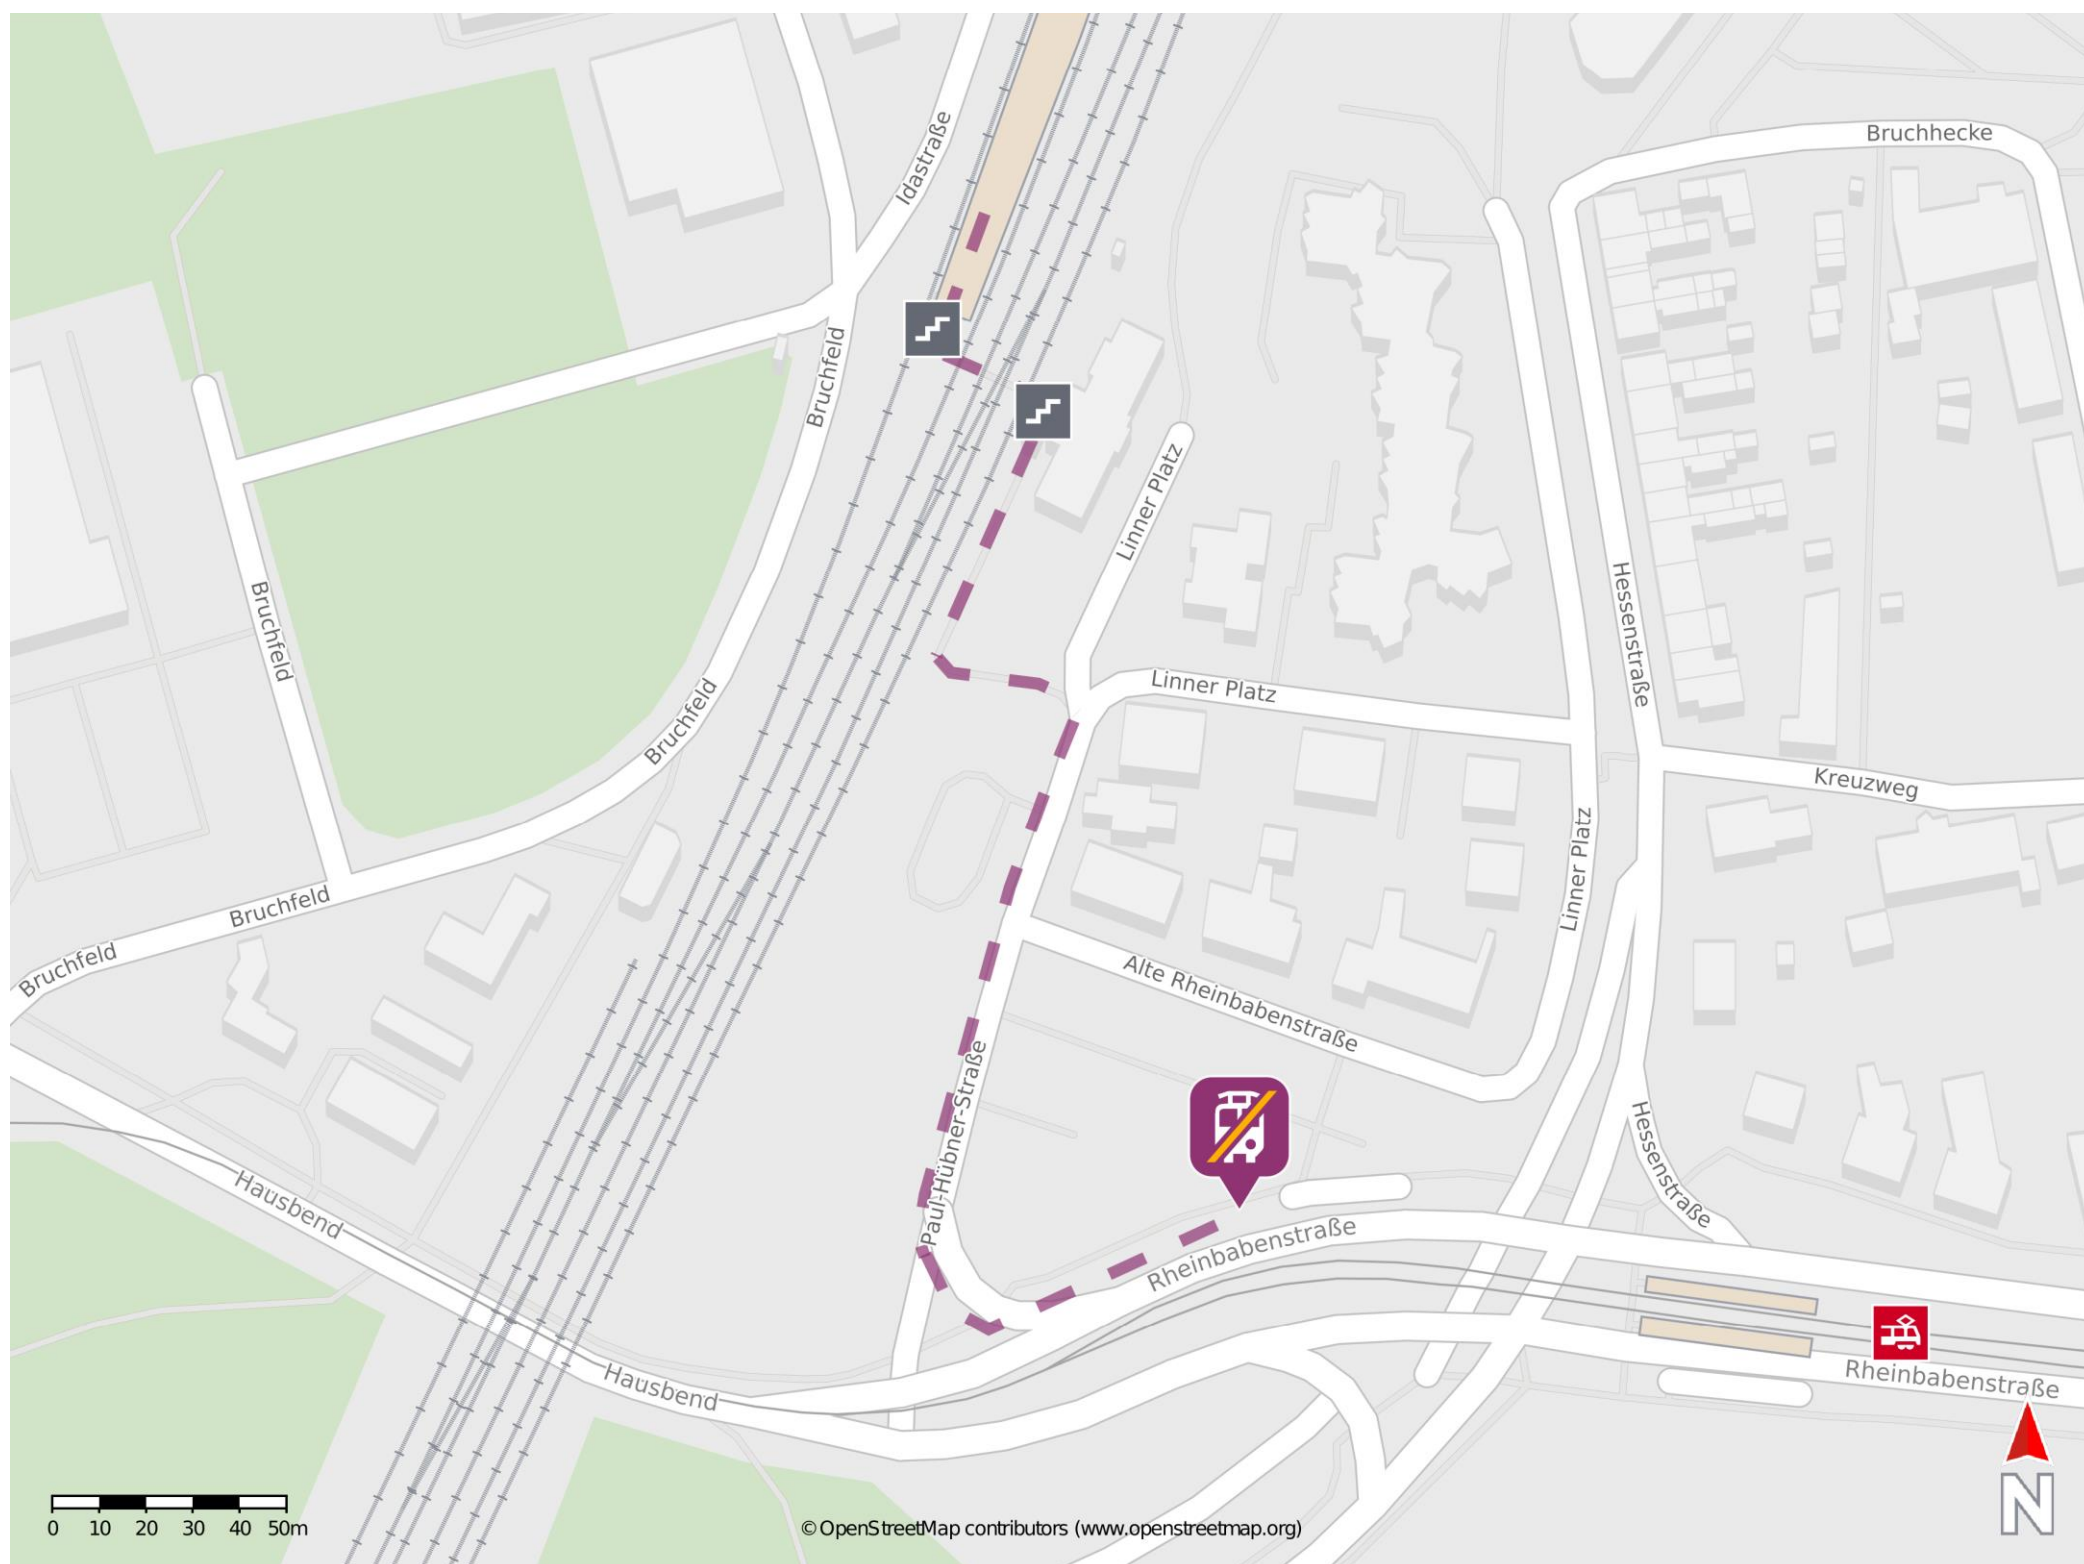 Bruchhecke
Idastraße
Bruchfeld
Linner Platz
Hessenstraße
Bruchfeld
Linner Platz
Bruchfeld
Kreuzweg
Linner Platz
Bruchfeld
Bruchfeld
Alte Rheinbabenstraße
Paul-Hübner-Straße
Hessenstraße
Hausbend
Rheinbabenstraße
Hausbend
Rheinbabenstraße
N
0 10 20 30 40 50m
© OpenStreetMap contributors (www.openstreetmap.org)